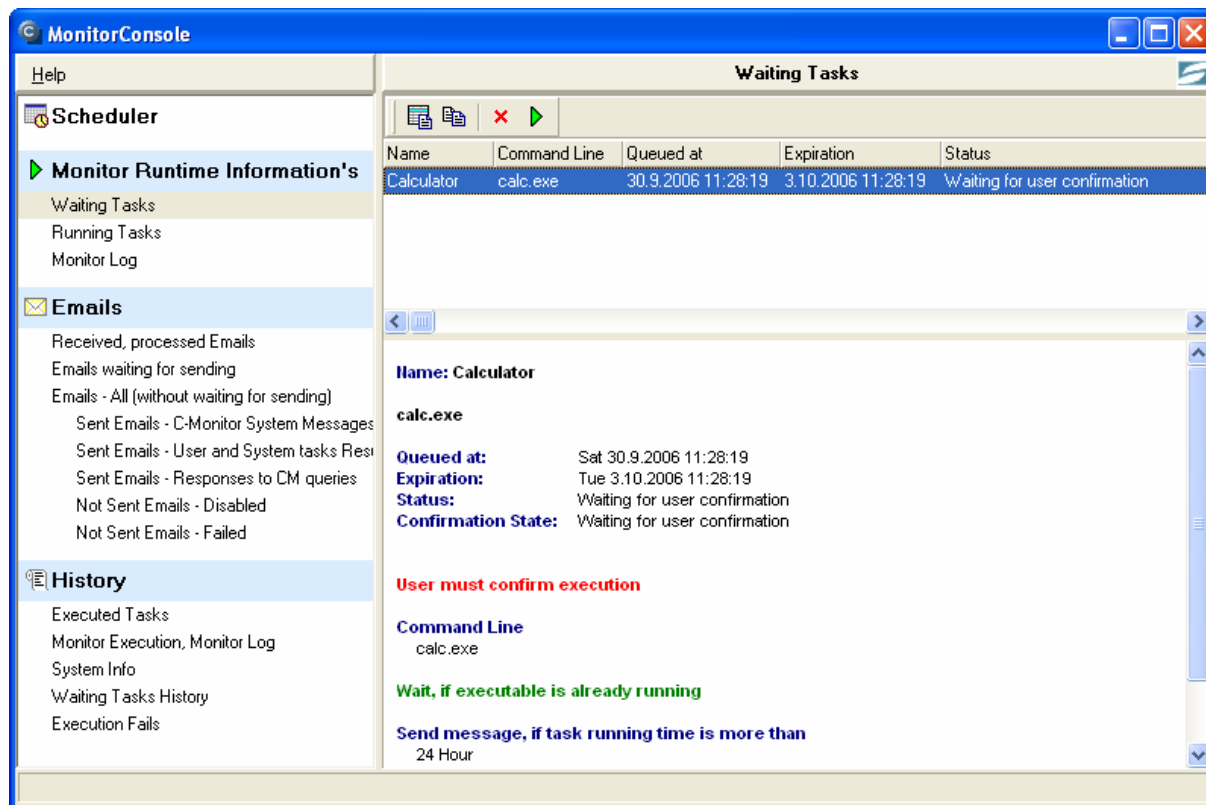 MonitorConsole
Help
Waiting Tasks
Scheduler
Monitor Runtime Information's
Waiting Tasks
Running Tasks
Monitor Log
Emails
Received, processed Emails
Emails waiting for sending
Emails - All (without waiting for sending)
Sent Emails - C-Monitor System Messages
Sent Emails - User and System tasks
Sent Emails - Responses to CM queries
Not Sent Emails - Disabled
Not Sent Emails - Failed
History
Executed Tasks
Monitor Execution, Monitor Log
System Info
Waiting Tasks History
Execution Fails
Name Command Line Queued at Expiration Status
Calculator calc.exe 30.9.2006 11:28:19 3.10.2006 11:28:19 Waiting for user confirmation
Name: Calculator
calc.exe
Queued at: Sat 30.9.2006 11:28:19
Expiration: Tue 3.10.2006 11:28:19
Status: Waiting for user confirmation
Confirmation State: Waiting for user confirmation
User must confirm execution
Command Line
calc.exe
Wait, if executable is already running
Send message, if task running time is more than
24 Hour